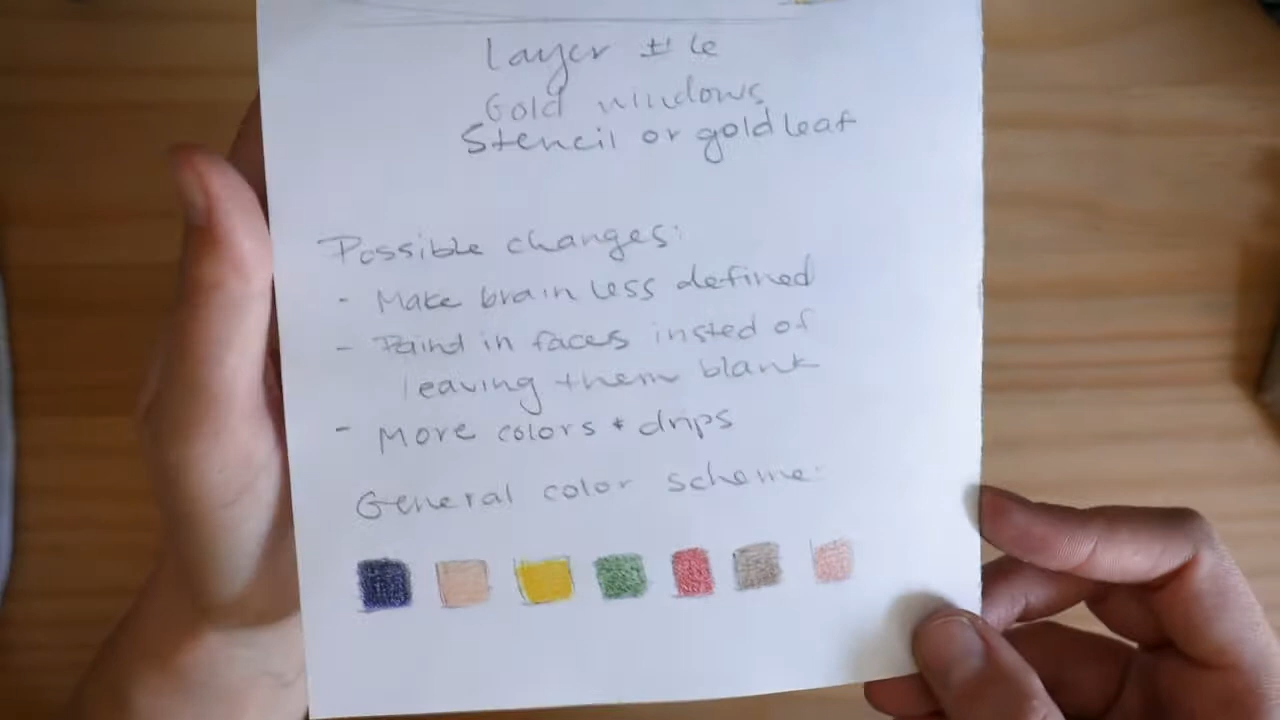 Layer #6
Gold windows
Stencil or gold leaf
Possible changes:
- Make brain less defined
- Paind in faces insted of
leaving them blank
- More colors + drips
General color scheme: